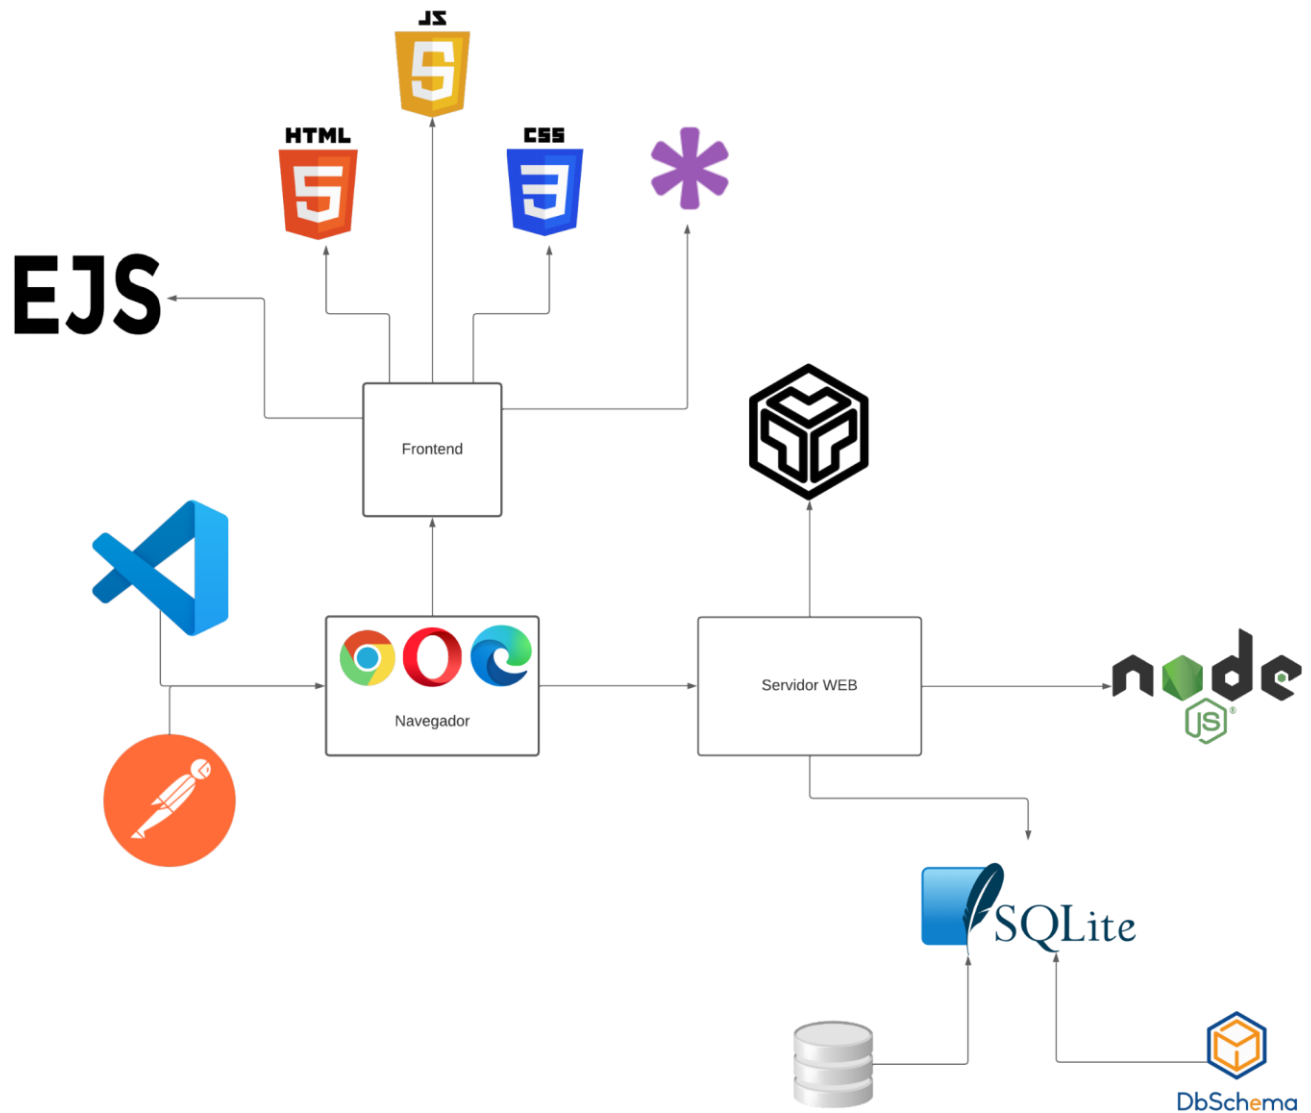 JS
HTML
CSS
EJS
Frontend
Navegador
Servidor WEB
node
JS
®
SQLite
DbSchema